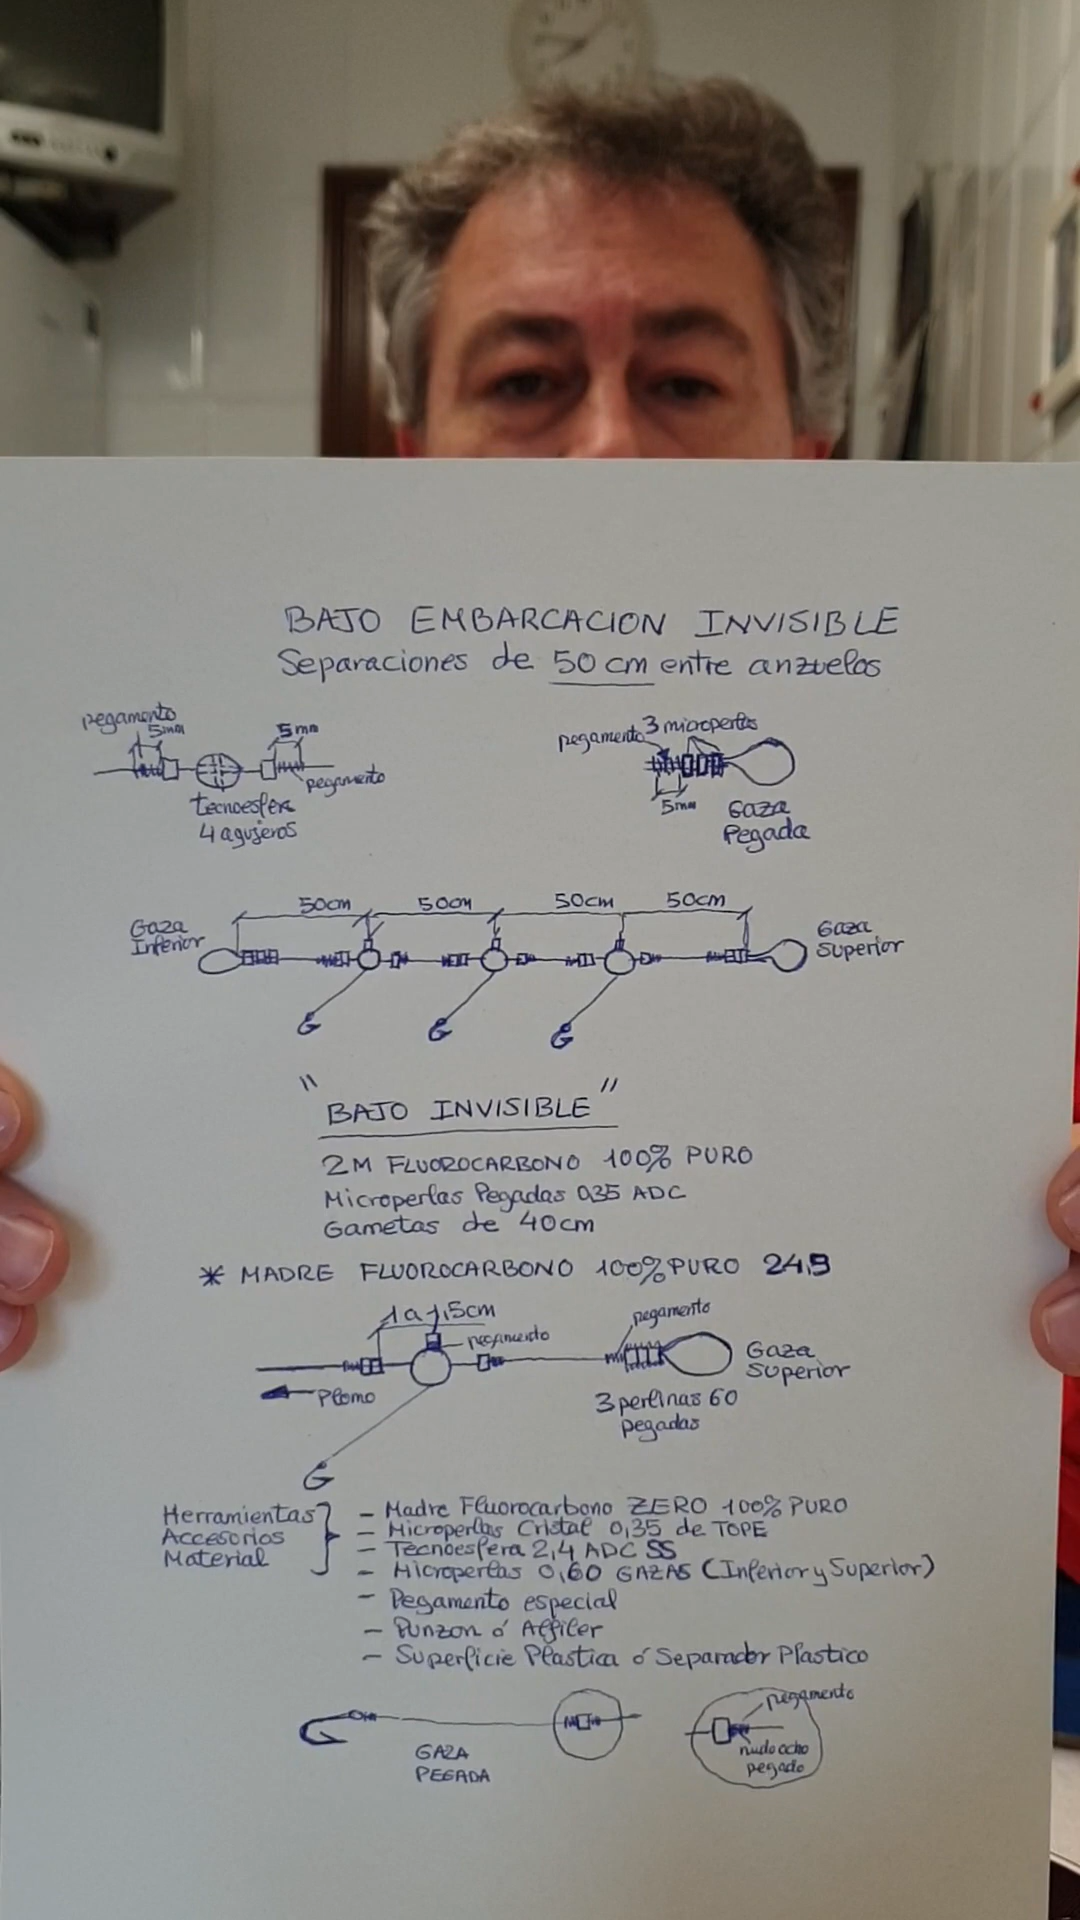 BAJO EMBARCACION INVISIBLE
Separaciones de 50 cm entre anzuelos
pegamento
5mm
5mm
pegamento
tecnoesfera
4 agujeros
3 microperlas
pegamento
5mm
Gaza
Pegada
50cm
50cm
50cm
50cm
Gaza
Inferior
Gaza
Superior
"BAJO INVISIBLE"
2M FLUOROCARBONO 100% PURO
Microperlas Pegadas 0,35 ADC
Gametas de 40cm
* MADRE FLUOROCARBONO 100% PURO 24,9
1 a 1,5cm
pegamento
Plomo
pegamento
Gaza
Superior
3 perlinas 60
pegadas
Herramientas
Accesorios
Material
- Madre Fluorocarbono ZERO 100% PURO
- Microperlas Cristal 0,35 de TOPE
- Tecnoesfera 2,4 ADC SS
- Microperlas 0,60 GAZAS (Inferior y Superior)
- Pegamento especial
- Punzon ó Alfiler
- Superficie Plastica ó Separador Plastico
GAZA
PEGADA
pegamento
nudo ocho
pegado